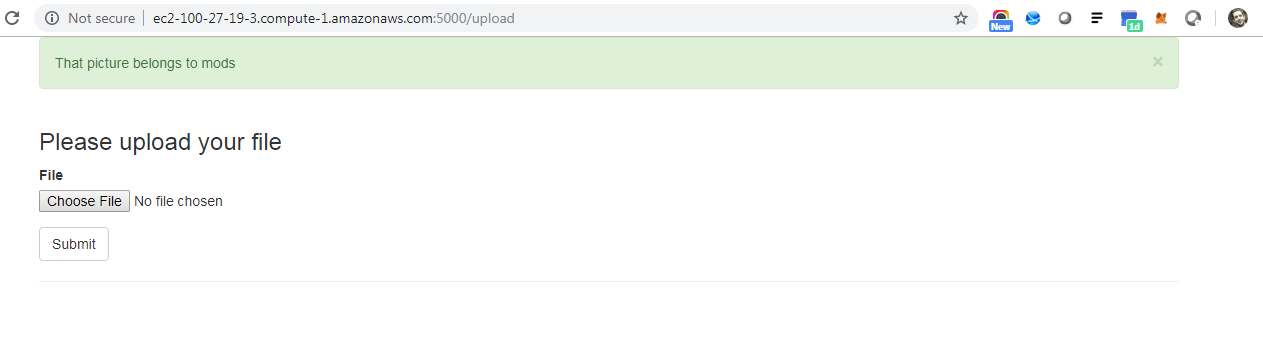 Not secure ec2-100-27-19-3.compute-1.amazonaws.com:5000/upload New 1d
That picture belongs to mods ×
Please upload your file
File
Choose File No file chosen
Submit